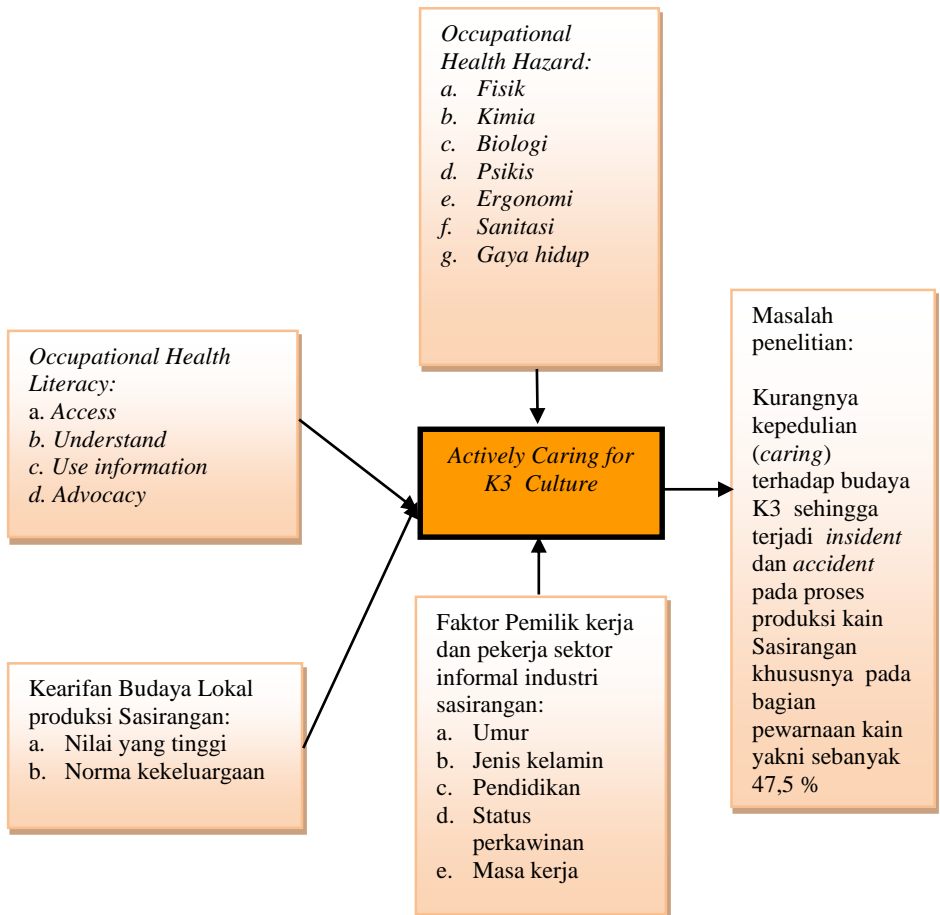 Occupational
Health Hazard:
a. Fisik
b. Kimia
c. Biologi
d. Psikis
e. Ergonomi
f. Sanitasi
g. Gaya hidup
Occupational Health
Literacy:
a. Access
b. Understand
c. Use information
d. Advocacy
Actively Caring for
K3 Culture
Masalah
penelitian:
Kurangnya
kepedulian
(caring)
terhadap budaya
K3 sehingga
terjadi insident
dan accident
pada proses
produksi kain
Sasirangan
khususnya pada
bagian
pewarnaan kain
yakni sebanyak
47,5 %
Kearifan Budaya Lokal
produksi Sasirangan:
a. Nilai yang tinggi
b. Norma kekeluargaan
Faktor Pemilik kerja
dan pekerja sektor
informal industri
sasirangan:
a. Umur
b. Jenis kelamin
c. Pendidikan
d. Status
perkawinan
e. Masa kerja